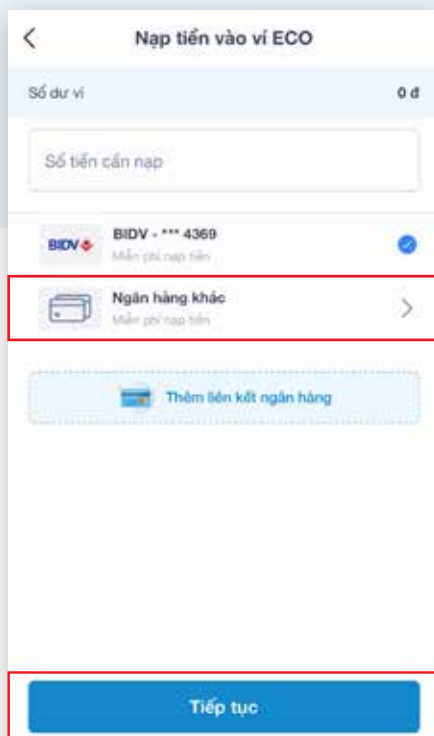 Nạp tiền vào ví ECO
Số dư ví 0 đ
Số tiền cần nạp
BIDV BIDV - *** 4369
Miễn phí nạp tiền
Ngân hàng khác
Miễn phí nạp tiền
Thêm liên kết ngân hàng
Tiếp tục